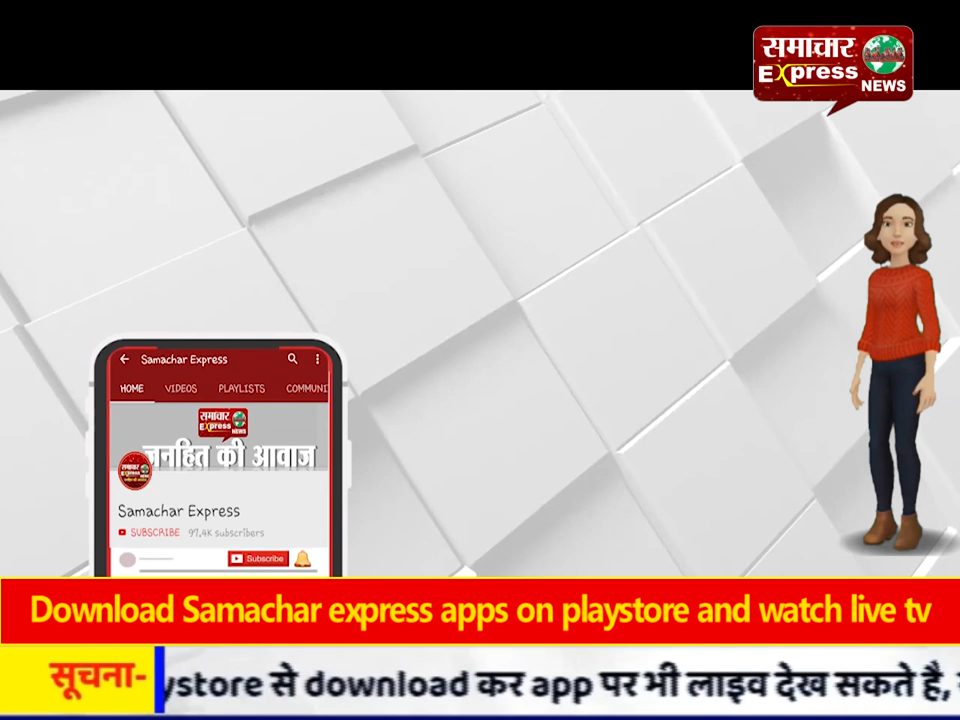 समाचार
Express
NEWS
Samachar Express
HOME VIDEOS PLAYLISTS COMMUNI
समाचार
Express
NEWS
जनहित की आवाज
समाचार
Express
Samachar Express
SUBSCRIBE 97,4K subscribers
Subscribe
Download Samachar express apps on playstore and watch live tv
सूचना- ystore से download कर app पर भी लाइव देख सकते है,